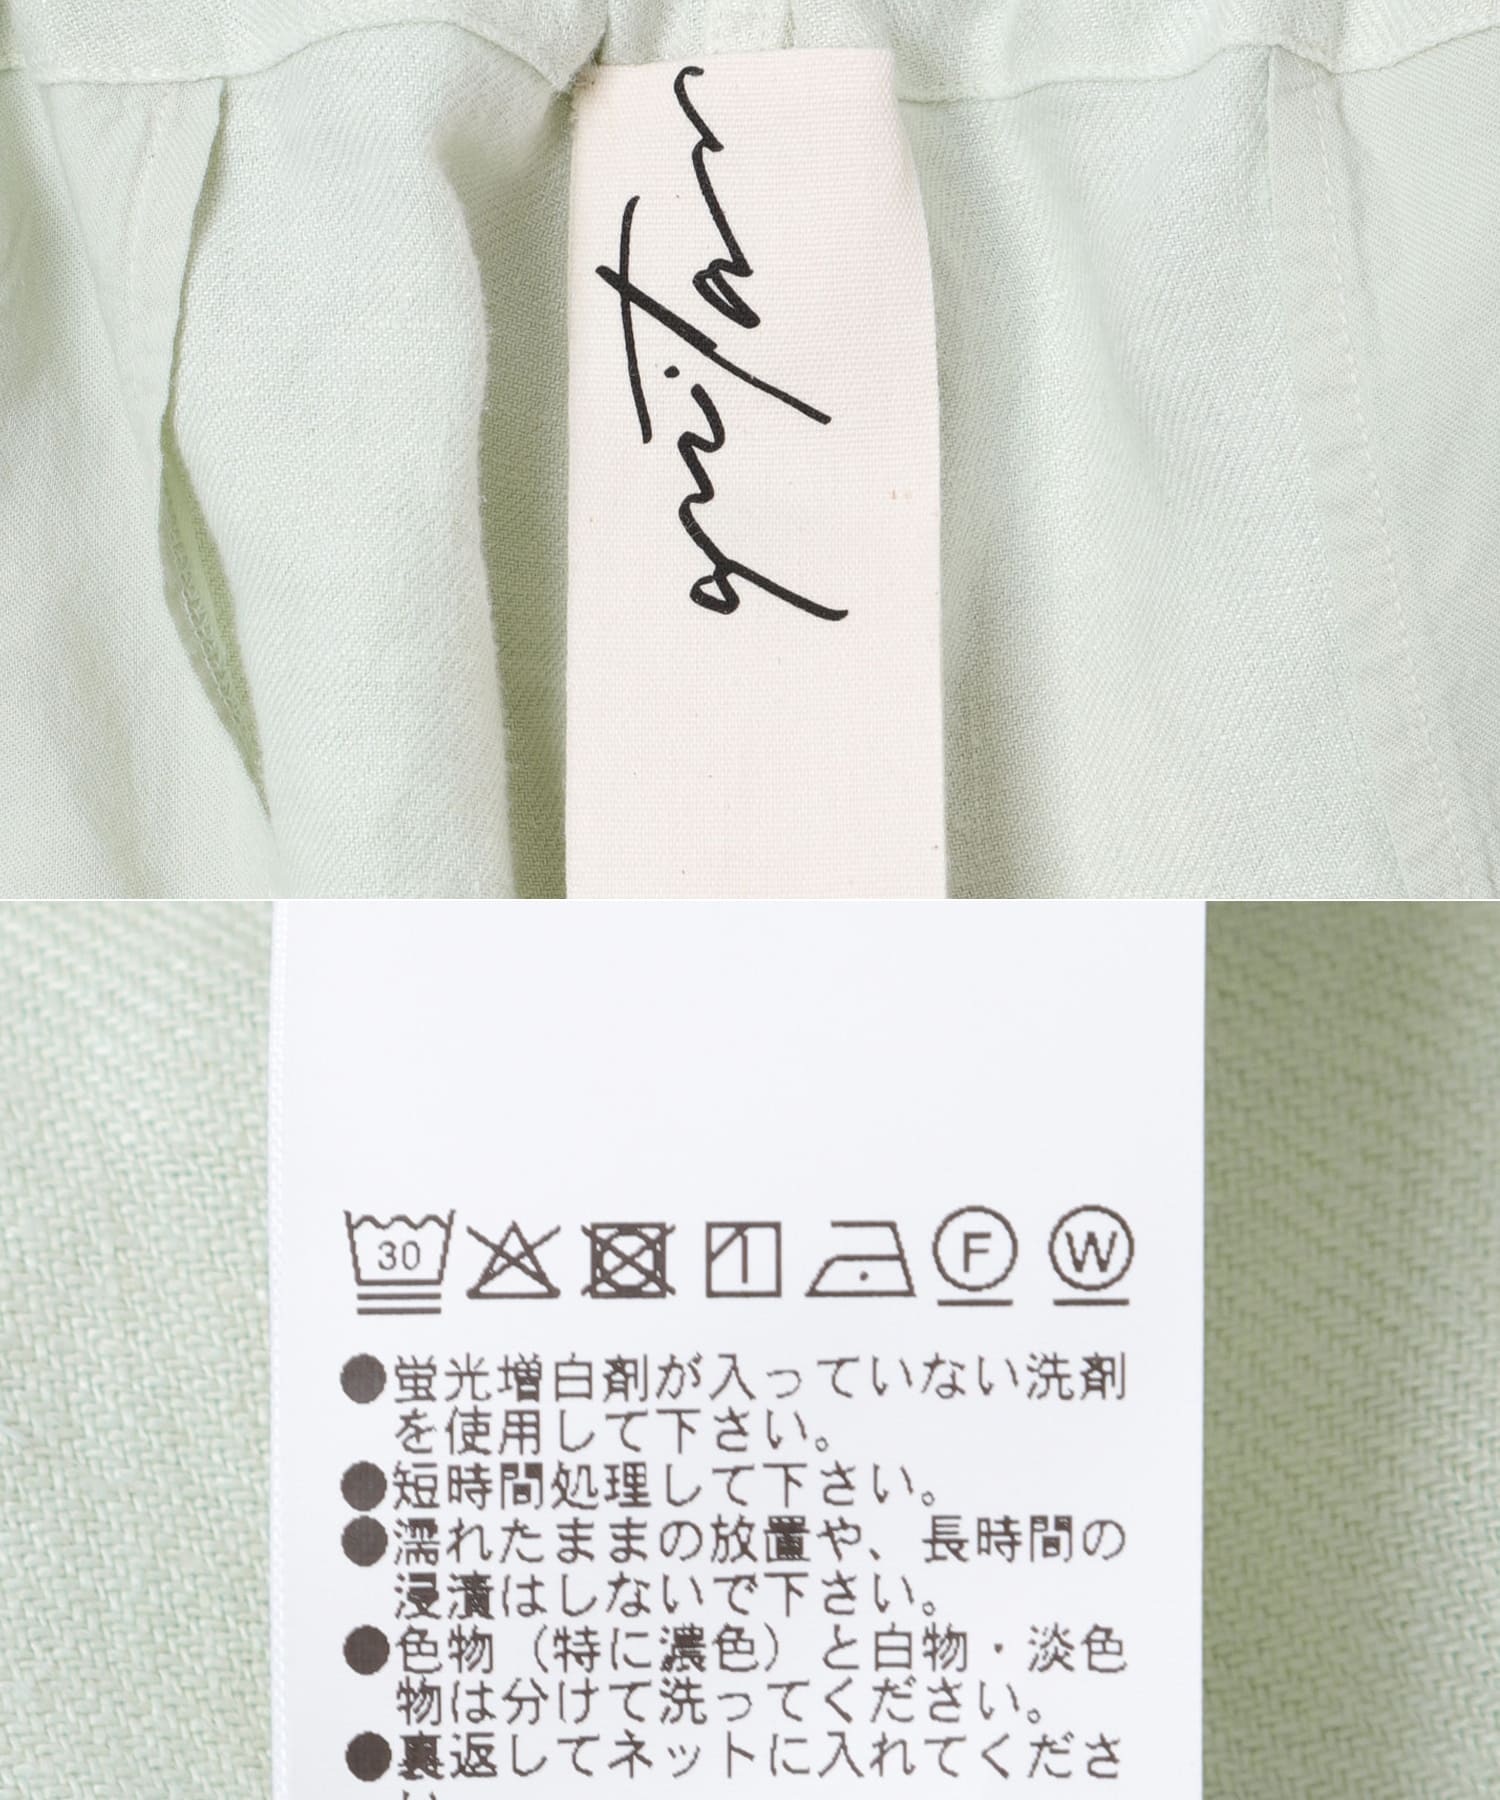 30
F
W
●蛍光増白剤が入っていない洗剤
を使用して下さい。
●短時間処理して下さい。
●濡れたままの放置や、長時間の
浸漬はしないで下さい。
●色物（特に濃色）と白物・淡色
物は分けて洗ってください。
●裏返してネットに入れてくださ